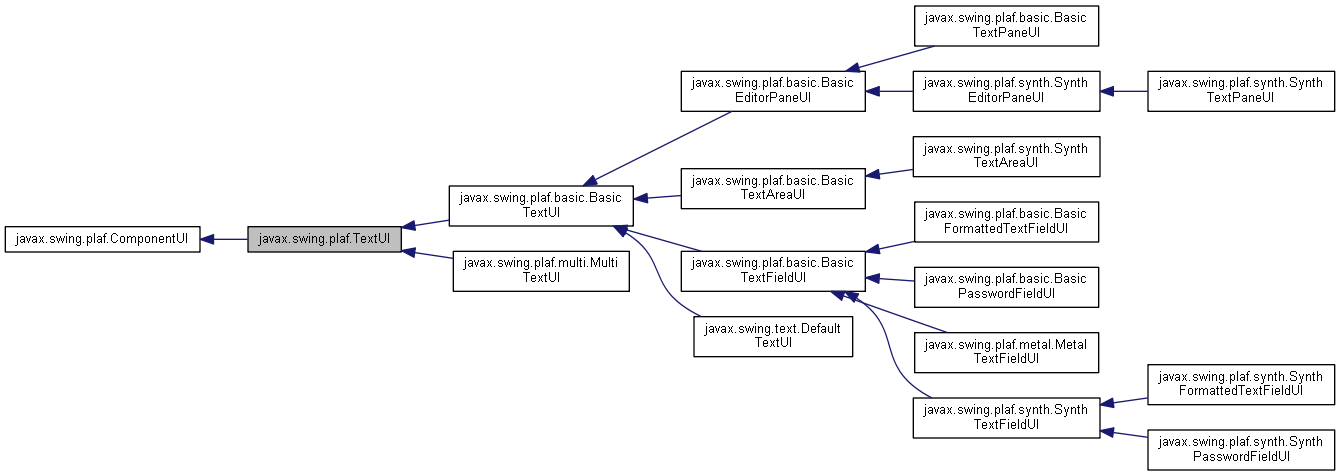 javax.swing.plaf.ComponentUI
javax.swing.plaf.TextUI
javax.swing.plaf.basic.Basic
TextUI
javax.swing.plaf.multi.Multi
TextUI
javax.swing.plaf.basic.Basic
EditorPaneUI
javax.swing.plaf.basic.Basic
TextAreaUI
javax.swing.plaf.basic.Basic
TextFieldUI
javax.swing.text.Default
TextUI
javax.swing.plaf.basic.Basic
TextPaneUI
javax.swing.plaf.synth.Synth
EditorPaneUI
javax.swing.plaf.synth.Synth
TextAreaUI
javax.swing.plaf.basic.Basic
FormattedTextFieldUI
javax.swing.plaf.basic.Basic
PasswordFieldUI
javax.swing.plaf.metal.Metal
TextFieldUI
javax.swing.plaf.synth.Synth
TextFieldUI
javax.swing.plaf.synth.Synth
TextPaneUI
javax.swing.plaf.synth.Synth
FormattedTextFieldUI
javax.swing.plaf.synth.Synth
PasswordFieldUI